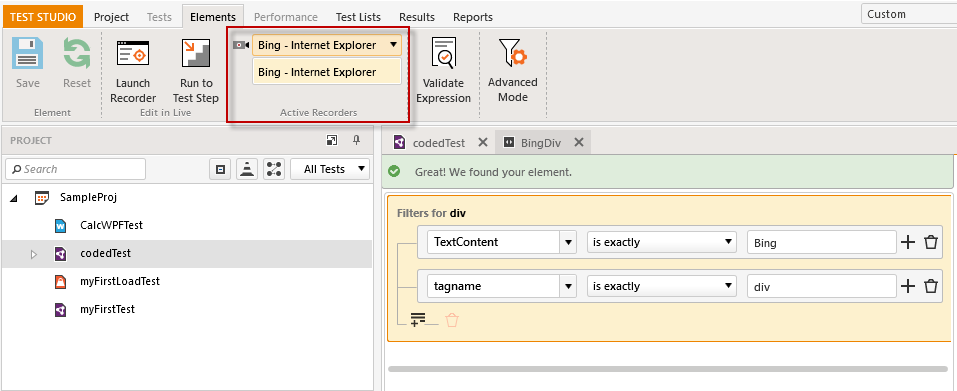 TEST STUDIO Project Tests Elements Performance Test Lists Results Reports Custom
Save Reset Launch Recorder Run to Test Step Bing - Internet Explorer Validate Expression Advanced Mode
Bing - Internet Explorer
Element Edit in Live Active Recorders
PROJECT
Search All Tests
SampleProj
CalcWPFTest
codedTest
myFirstLoadTest
myFirstTest
codedTest BingDiv
Great! We found your element.
Filters for div
TextContent is exactly Bing
tagname is exactly div